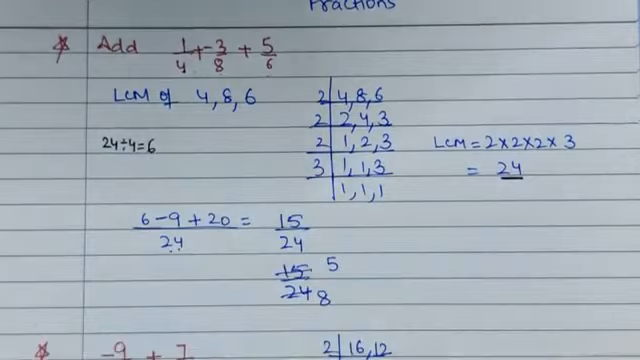 Fractions
* Add 1/4 + -3/8 + 5/6
LCM of 4, 8, 6
2 | 4, 8, 6
2 | 2, 4, 3
2 | 1, 2, 3
3 | 1, 1, 3
1, 1, 1
24÷4=6
LCM = 2×2×2×3
= 24
6-9+20/24 = 15/24
15/24 5/8
* -9 + 7
2 | 16, 12